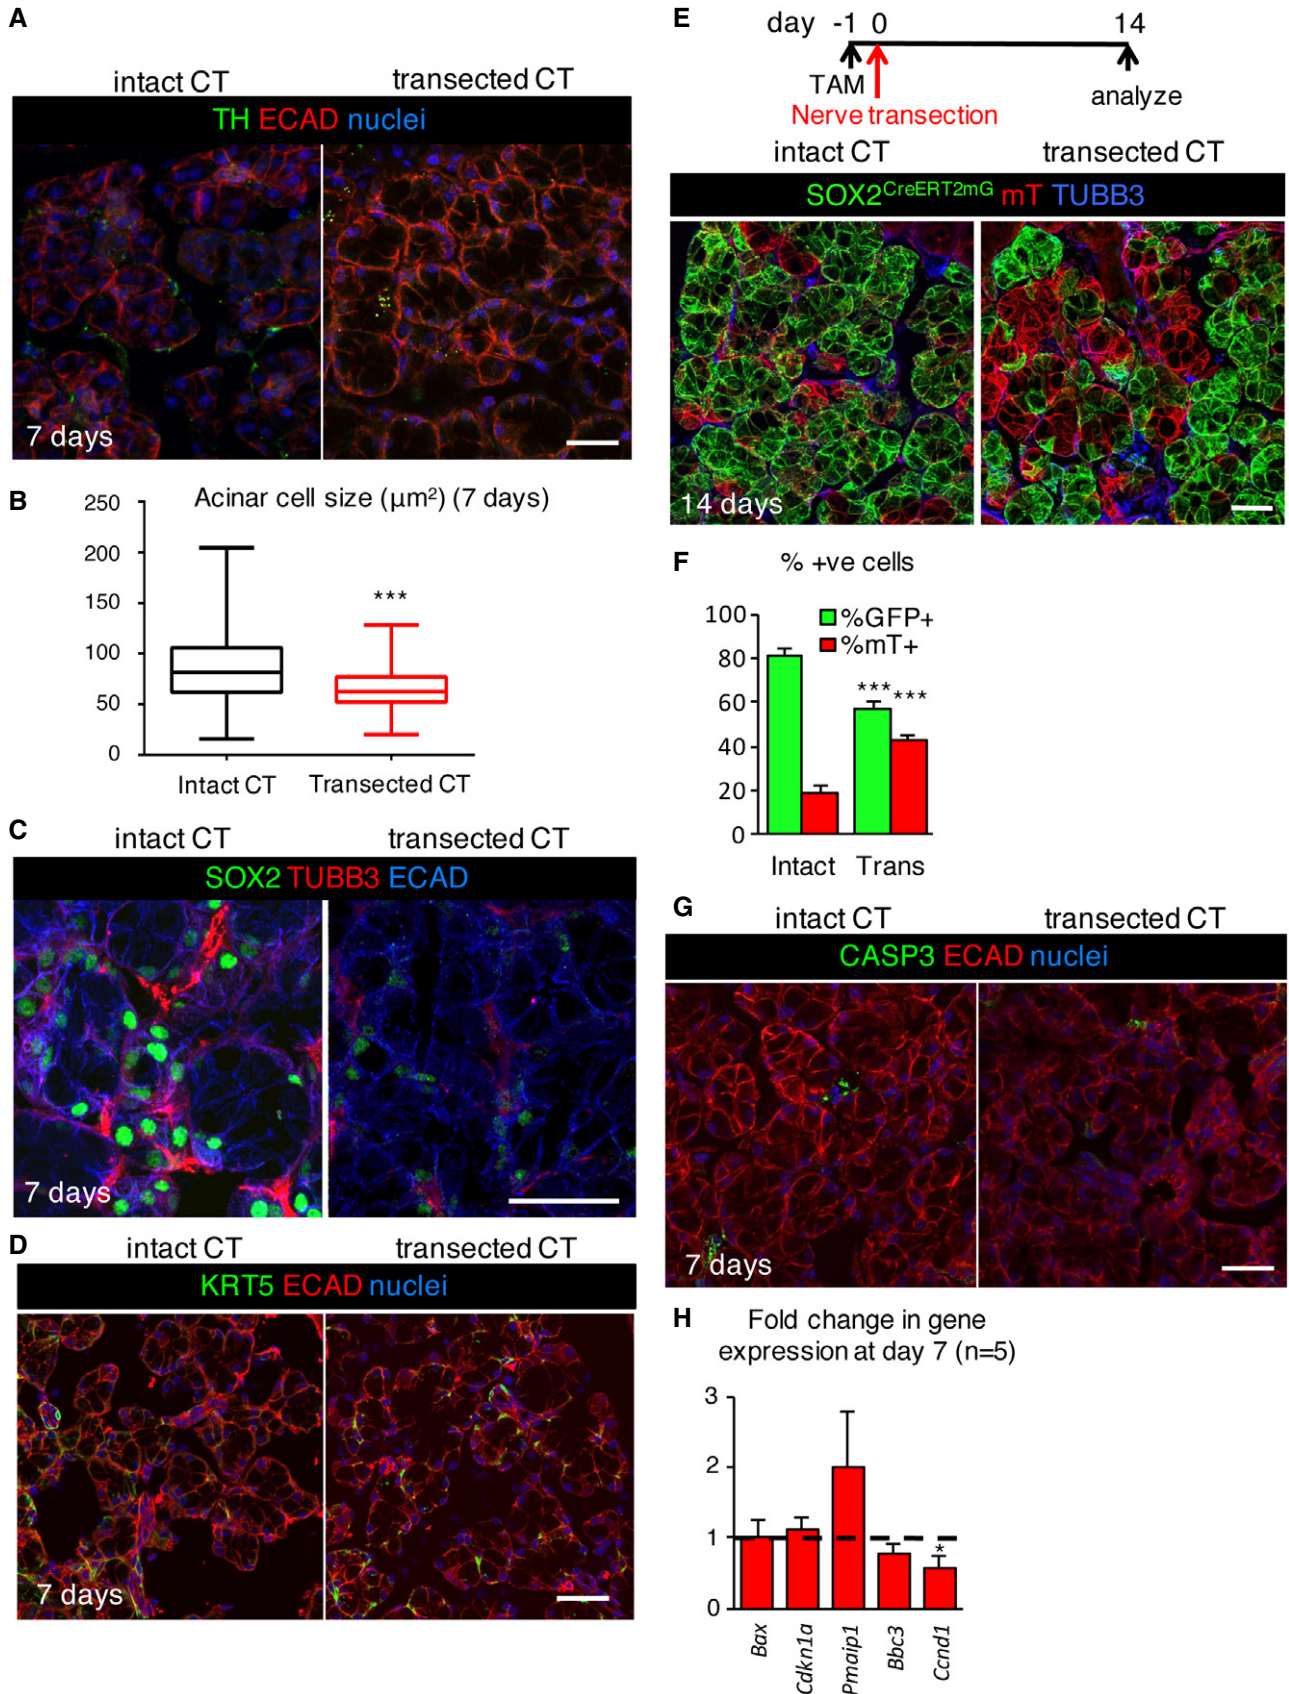 A
intact CT
transected CT
TH ECAD nuclei
7 days
B
Acinar cell size (µm²) (7 days)
250
200
150
100
50
0
***
Intact CT
Transected CT
C
intact CT
transected CT
SOX2 TUBB3 ECAD
7 days
D
intact CT
transected CT
KRT5 ECAD nuclei
7 days
E
day -1 0 14
TAM
Nerve transection
analyze
intact CT
transected CT
SOX2CreERT2mG mT TUBB3
14 days
F
% +ve cells
100
80
60
40
20
0
%GFP+
%mT+
*** ***
Intact
Trans
G
intact CT
transected CT
CASP3 ECAD nuclei
7 days
H
Fold change in gene
expression at day 7 (n=5)
3
2
1
0
*
Bax
Cdkn1a
Pmaip1
Bbc3
Ccnd1